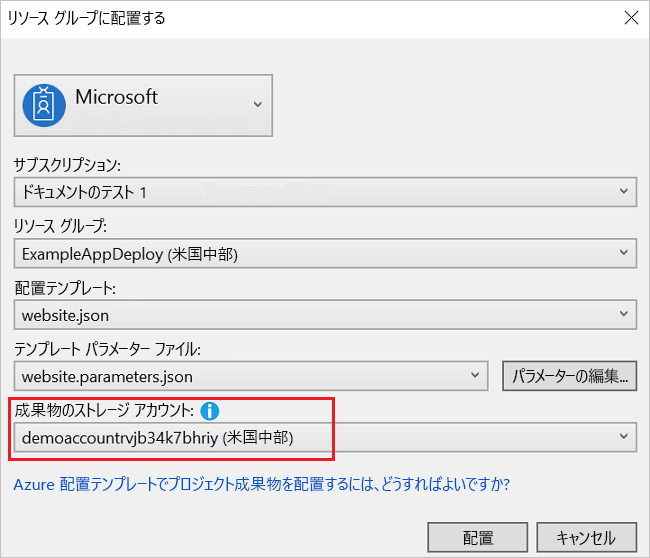 リソース グループに配置する
Microsoft
サブスクリプション:
ドキュメントのテスト 1
リソース グループ:
ExampleAppDeploy (米国中部)
配置テンプレート:
website.json
テンプレート パラメーター ファイル:
website.parameters.json
パラメーターの編集...
成果物のストレージ アカウント:
demoaccountrvjb34k7bhriy (米国中部)
Azure 配置テンプレートでプロジェクト成果物を配置するには、どうすればよいですか?
配置
キャンセル